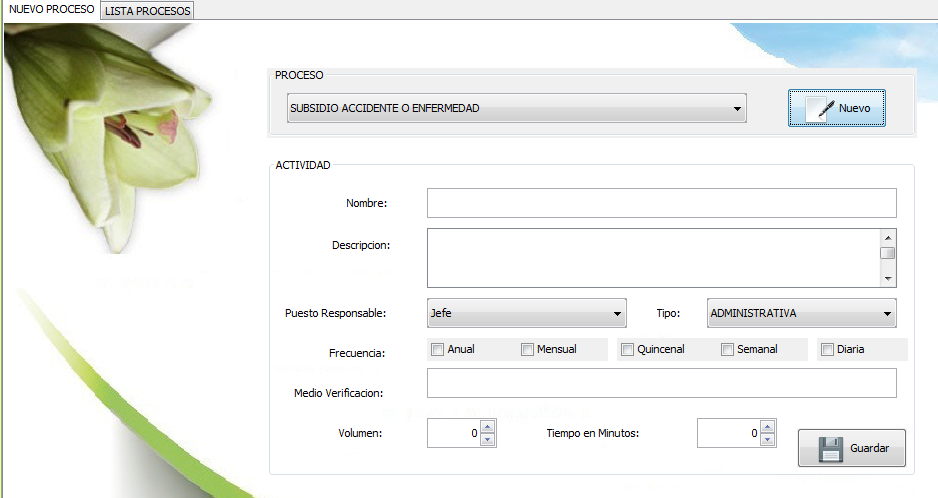 NUEVO PROCESO LISTA PROCESOS
PROCESO
SUBSIDIO ACCIDENTE O ENFERMEDAD Nuevo
ACTIVIDAD
Nombre:
Descripcion:
Puesto Responsable: Jefe Tipo: ADMINISTRATIVA
Frecuencia: Anual Mensual Quincenal Semanal Diaria
Medio Verificacion:
Volumen: 0 Tiempo en Minutos: 0 Guardar